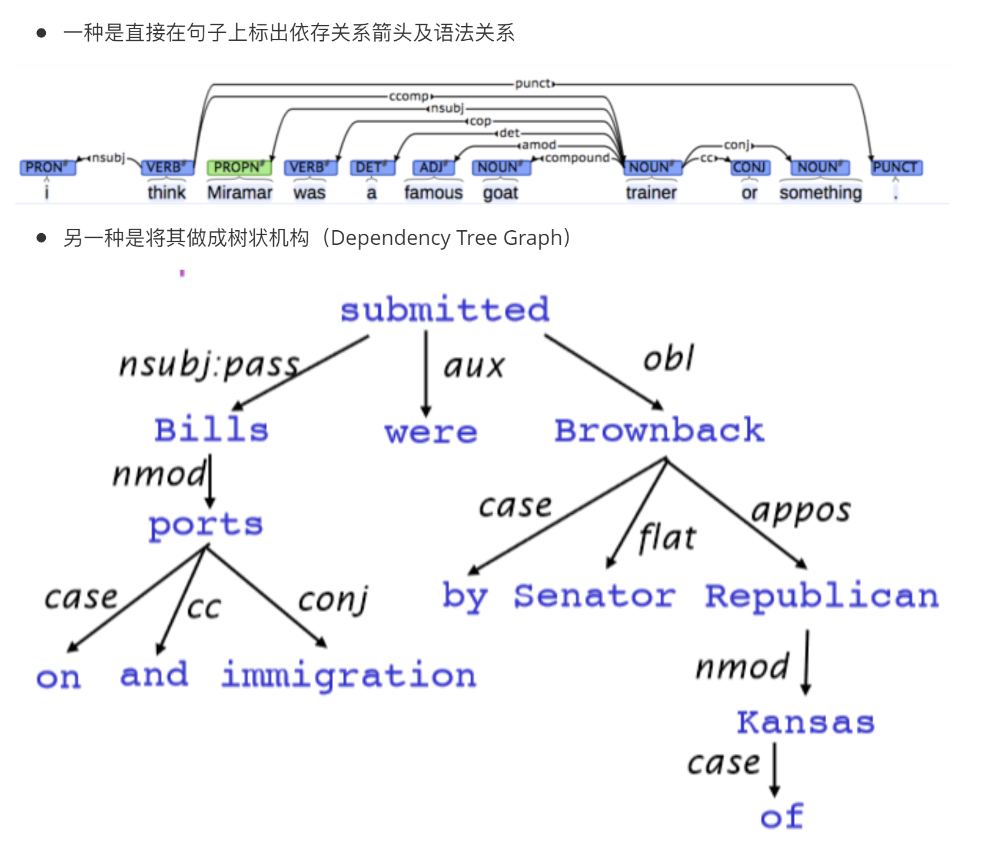 一种是直接在句子上标出依存关系箭头及语法关系
punct
ccomp
nsubj
cop
det
amod
nsubj compound cc conj
PRON VERB PROPN VERB DET ADJ NOUN NOUN CONJ NOUN PUNCT
i think Miramar was a famous goat trainer or something .
另一种是将其做成树状机构（Dependency Tree Graph）
submitted
nsubj:pass aux obl
Bills were Brownback
nmod case flat appos
ports
case cc conj by Senator Republican
on and immigration nmod
Kansas
case
of